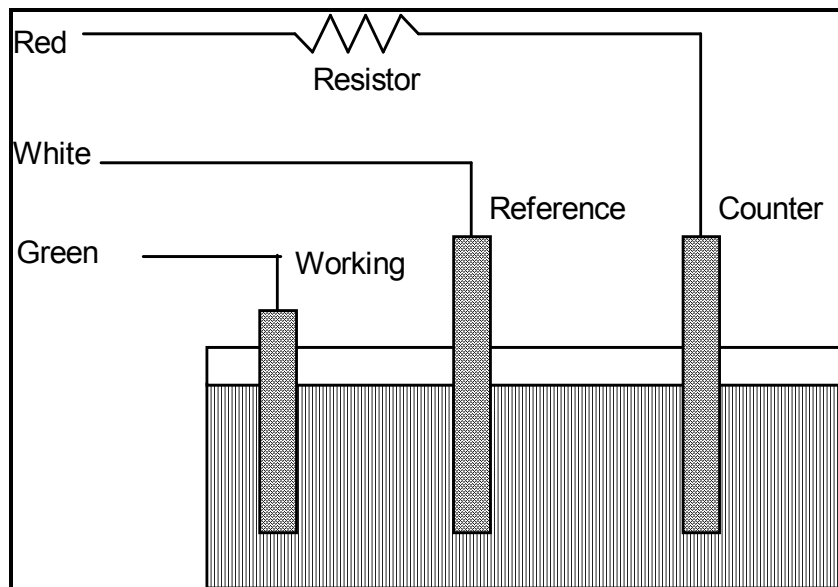 Red
Resistor
White
Reference
Counter
Green
Working